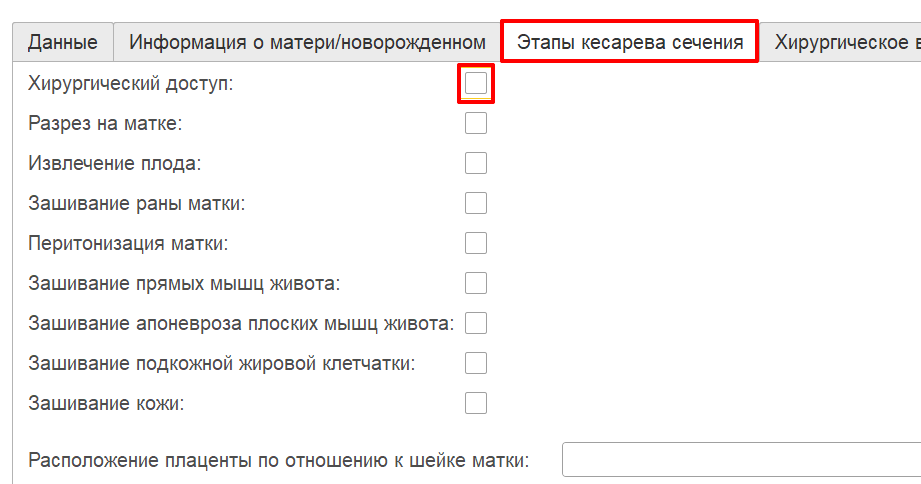 Данные Информация о матери/новорожденном Этапы кесарева сечения Хирургическое в
Хирургический доступ:
Разрез на матке:
Извлечение плода:
Зашивание раны матки:
Перитонизация матки:
Зашивание прямых мышц живота:
Зашивание апоневроза плоских мышц живота:
Зашивание подкожной жировой клетчатки:
Зашивание кожи:
Расположение плаценты по отношению к шейке матки: